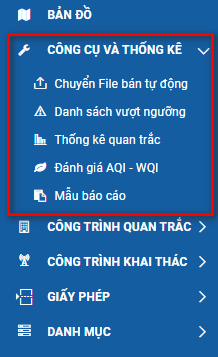 BẢN ĐỒ
CÔNG CỤ VÀ THỐNG KÊ
Chuyển File bán tự động
Danh sách vượt ngưỡng
Thống kê quan trắc
Đánh giá AQI - WQI
Mẫu báo cáo
CÔNG TRÌNH QUAN TRẮC
CÔNG TRÌNH KHAI THÁC
GIẤY PHÉP
DANH MỤC